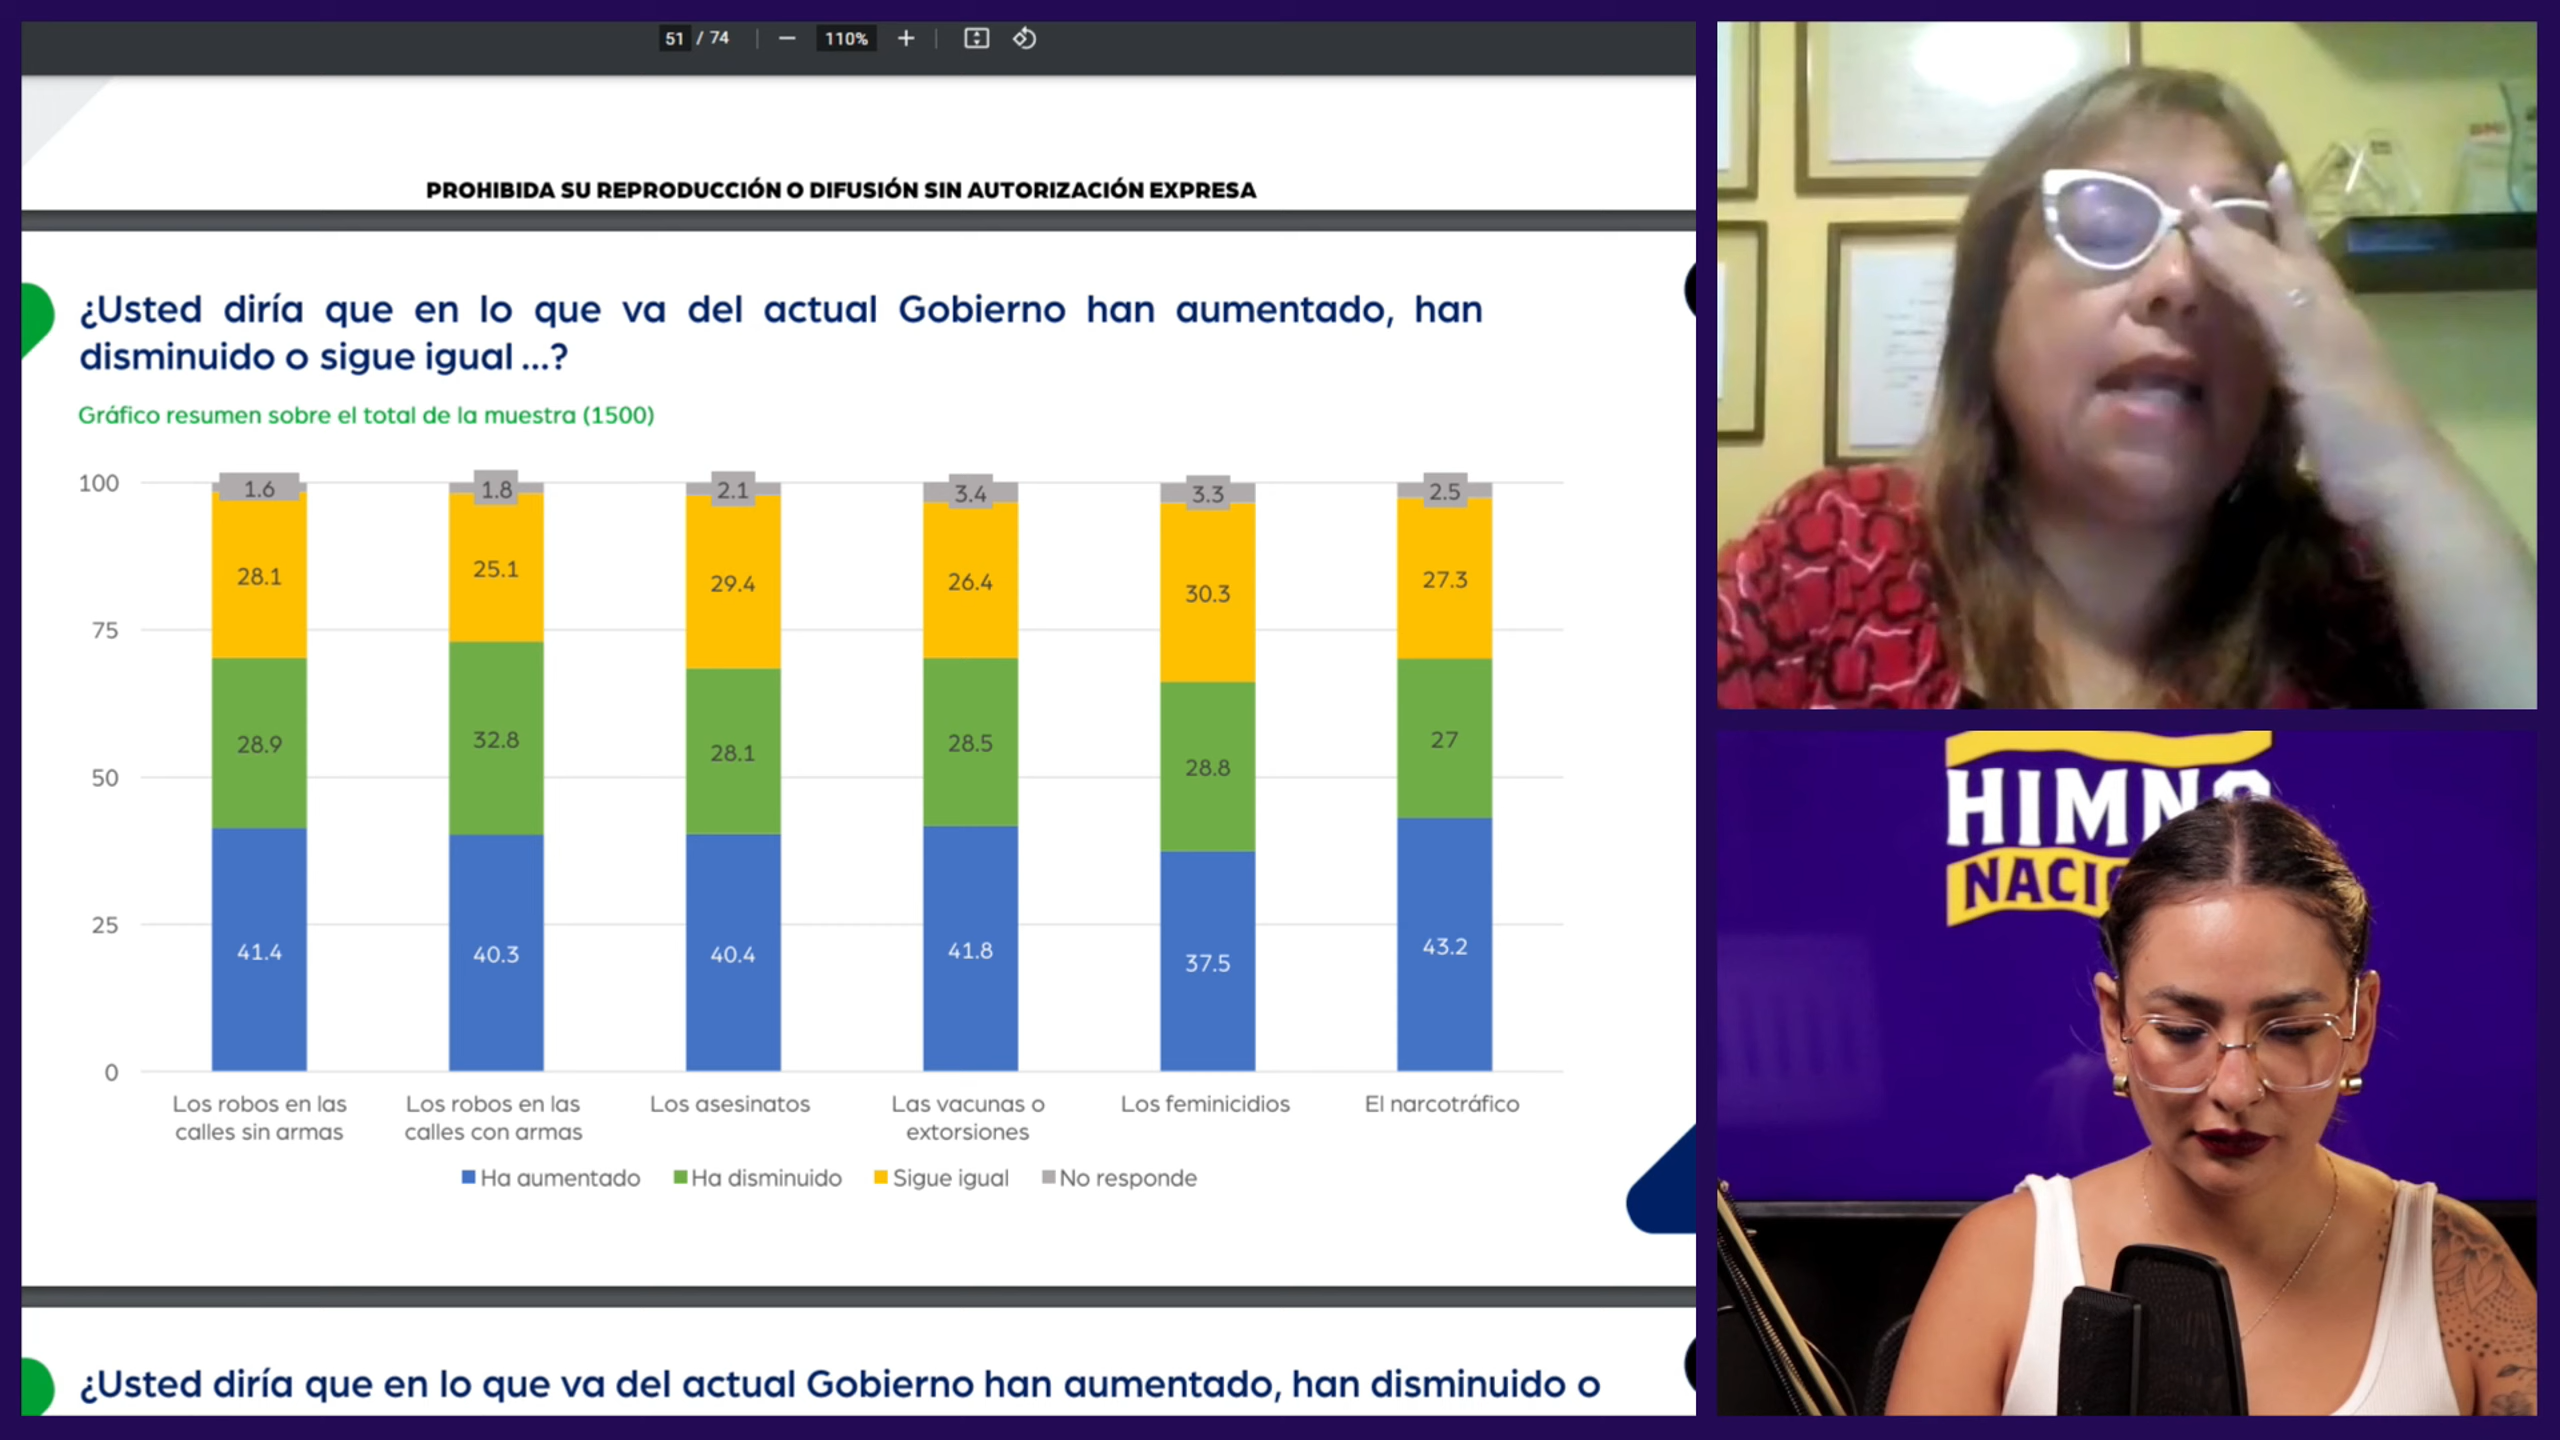 51 / 74
110%
PROHIBIDA SU REPRODUCCIÓN O DIFUSIÓN SIN AUTORIZACIÓN EXPRESA
¿Usted diría que en lo que va del actual Gobierno han aumentado, han
disminuido o sigue igual ...?
Gráfico resumen sobre el total de la muestra (1500)
100
75
50
25
0
1.6
1.8
2.1
3.4
3.3
2.5
28.1
25.1
29.4
26.4
30.3
27.3
28.9
32.8
28.1
28.5
28.8
27
41.4
40.3
40.4
41.8
37.5
43.2
Los robos en las
calles sin armas
Los robos en las
calles con armas
Los asesinatos
Las vacunas o
extorsiones
Los feminicidios
El narcotráfico
Ha aumentado
Ha disminuido
Sigue igual
No responde
¿Usted diría que en lo que va del actual Gobierno han aumentado, han disminuido o
HIMNO
NACI